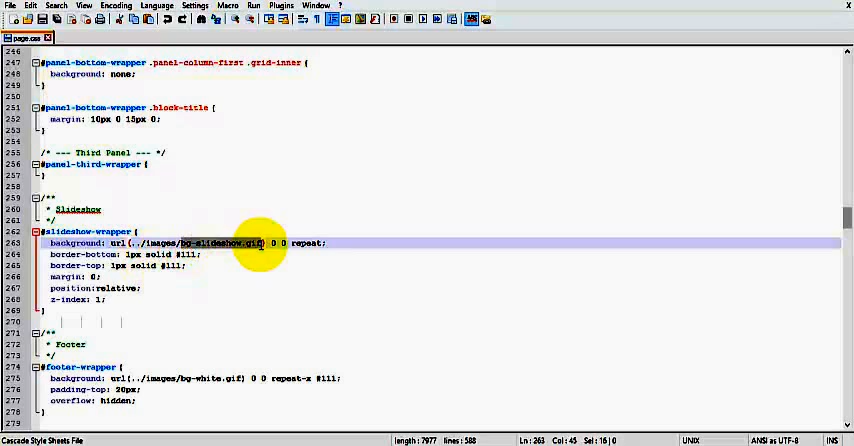 File Edit Search View Encoding Language Settings Macro Run Plugins Window ? X
page.css
246
247 #panel-bottom-wrapper .panel-column-first .grid-inner {
248 background: none;
249 }
250
251 #panel-bottom-wrapper .block-title {
252 margin: 10px 0 15px 0;
253 }
254
255 /* --- Third Panel --- */
256 #panel-third-wrapper {
257 }
258
259 /**
260 * Slideshow
261 */
262 #slideshow-wrapper {
263 background: url(../images/bg-slideshow.gif) 0 0 repeat;
264 border-bottom: 1px solid #111;
265 border-top: 1px solid #111;
266 margin: 0;
267 position:relative;
268 z-index: 1;
269 }
270
271 /**
272 * Footer
273 */
274 #footer-wrapper {
275 background: url(../images/bg-white.gif) 0 0 repeat-x #111;
276 padding-top: 20px;
277 overflow: hidden;
278 }
279
Cascade Style Sheets File length : 7977 lines : 588 Ln : 263 Col : 45 Sel : 16 | 0 UNIX ANSI as UTF-8 INS